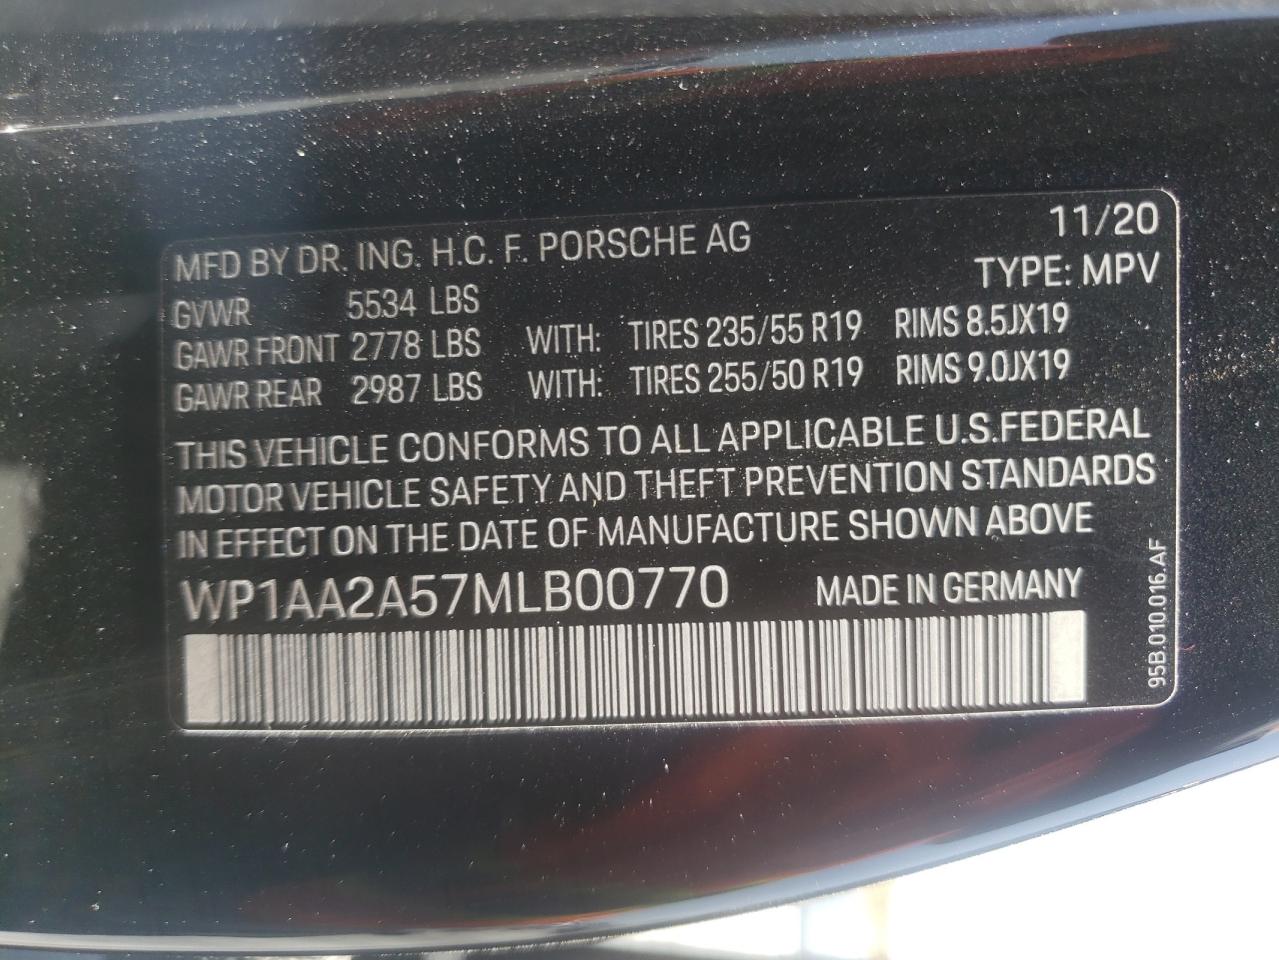 MFD BY DR. ING. H.C. F. PORSCHE AG 11/20
TYPE: MPV
GVWR 5534 LBS
GAWR FRONT 2778 LBS WITH: TIRES 235/55 R19 RIMS 8.5JX19
GAWR REAR 2987 LBS WITH: TIRES 255/50 R19 RIMS 9.0JX19
THIS VEHICLE CONFORMS TO ALL APPLICABLE U.S.FEDERAL
MOTOR VEHICLE SAFETY AND THEFT PREVENTION STANDARDS
IN EFFECT ON THE DATE OF MANUFACTURE SHOWN ABOVE
WP1AA2A57MLB00770 MADE IN GERMANY
95B.010.016.AF